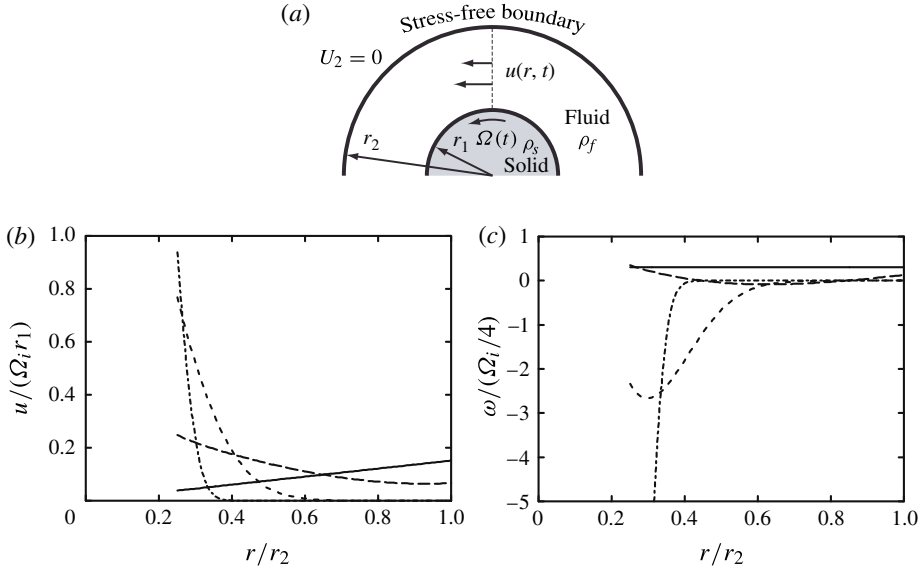 (a)
Stress-free boundary
U₂ = 0
u(r, t)
Fluid
ρf
r₂
r₁ Ω(t) ρs
Solid
(b)
1.0
0.8
0.6
0.4
0.2
0
0.2
0.4
0.6
0.8
1.0
u/(Ωᵢr₁)
r/r₂
(c)
1
0
−1
−2
−3
−4
−5
0
0.2
0.4
0.6
0.8
1.0
ω/(Ωᵢ/4)
r/r₂